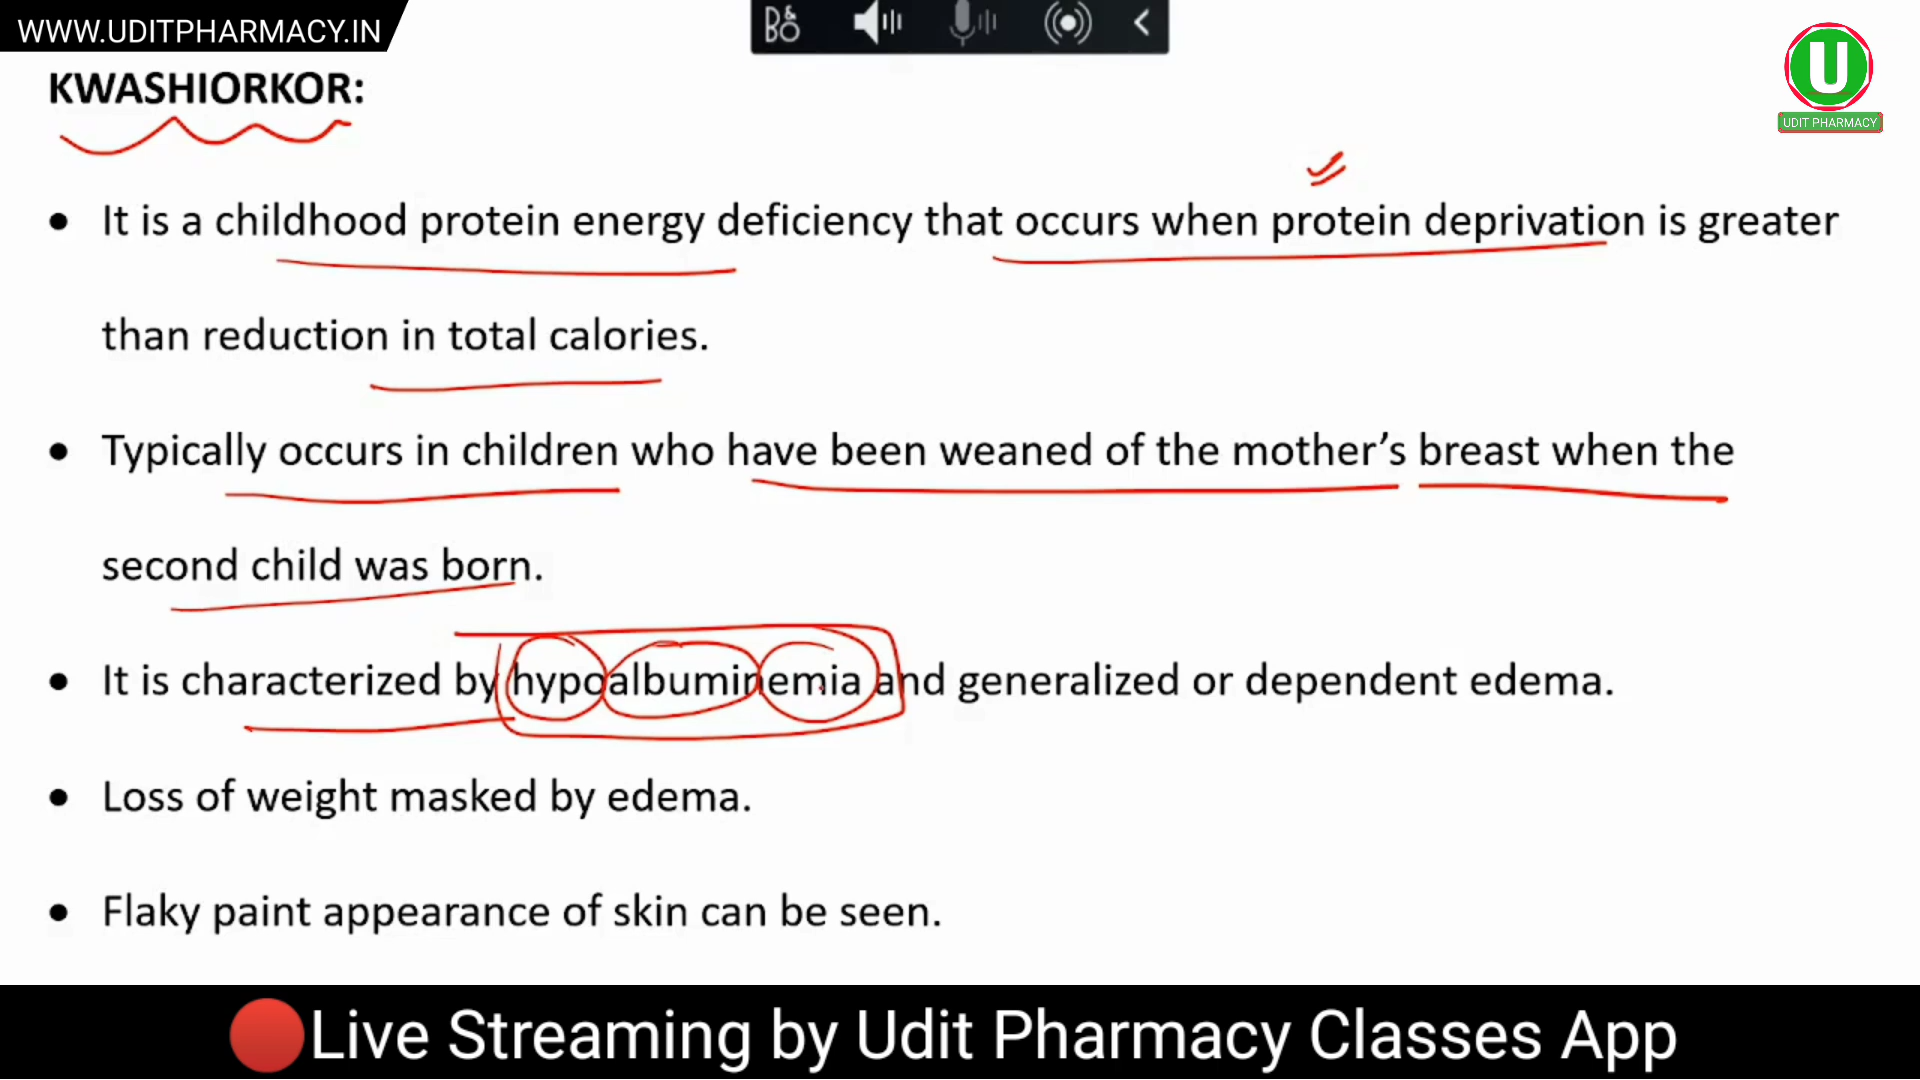 WWW.UDITPHARMACY.IN
B&O
U
UDIT PHARMACY
KWASHIORKOR:
• It is a childhood protein energy deficiency that occurs when protein deprivation is greater
than reduction in total calories.
• Typically occurs in children who have been weaned of the mother’s breast when the
second child was born.
• It is characterized by hypoalbuminemia and generalized or dependent edema.
• Loss of weight masked by edema.
• Flaky paint appearance of skin can be seen.
Live Streaming by Udit Pharmacy Classes App